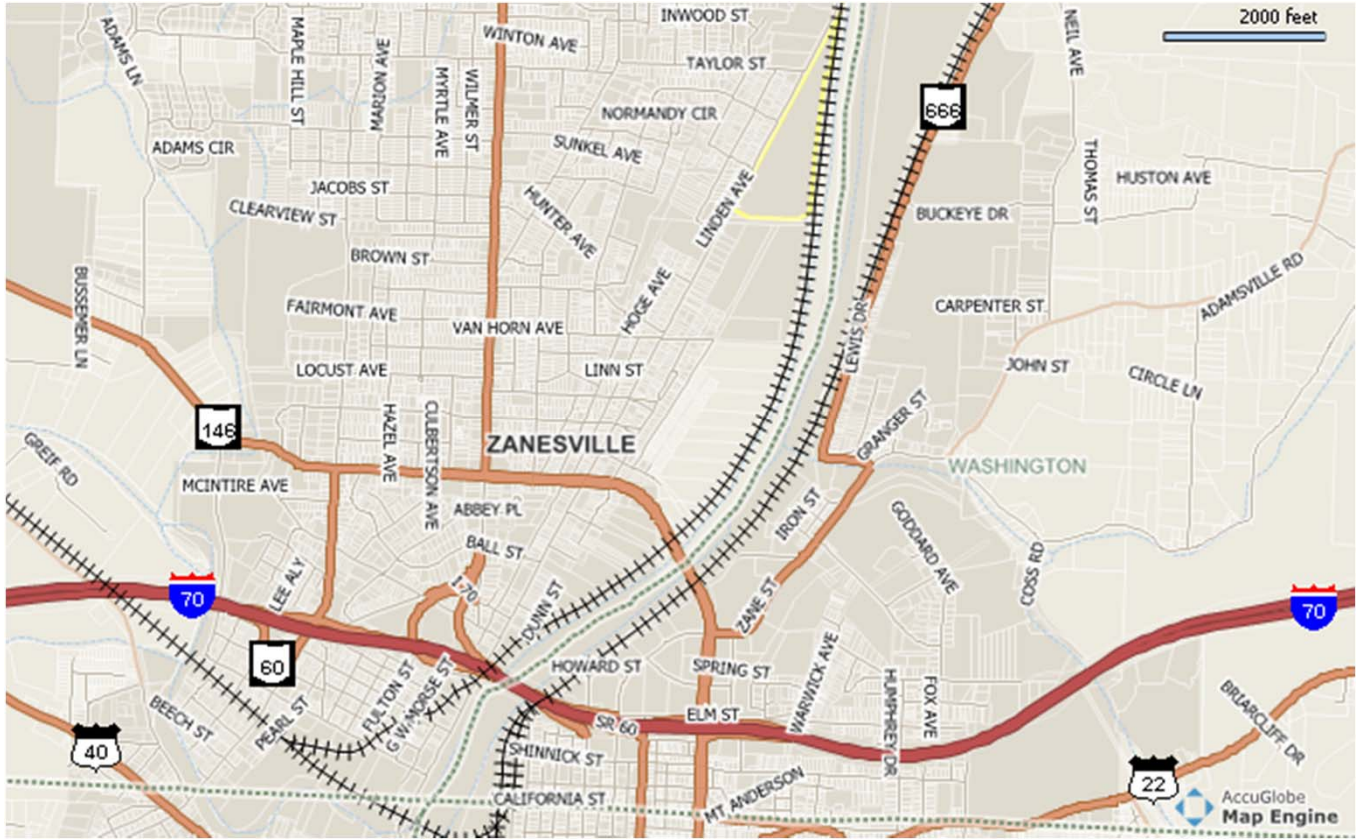 INWOOD ST
2000 feet
ADAMS LN
MAPLE HILL ST
MARION AVE
WINTON AVE
NEIL AVE
TAYLOR ST
MYRTLE AVE
WILMER ST
666
NORMANDY CIR
ADAMS CIR
SUNKEL AVE
THOMAS ST
HUSTON AVE
JACOBS ST
CLEARVIEW ST
HUNTER AVE
LINDEN AVE
BUCKEYE DR
BROWN ST
BUSSEMER LN
HOGE AVE
ADAMSVILLE RD
FAIRMONT AVE
VAN HORN AVE
CARPENTER ST
LEWIS DR
LOCUST AVE
LINN ST
JOHN ST
CIRCLE LN
146
HAZEL AVE
CULBERTSON AVE
ZANESVILLE
GRANGER ST
GREIF RD
WASHINGTON
MCINTIRE AVE
ABBEY PL
IRON ST
GODDARD AVE
BALL ST
COSS RD
LEE ALY
I-70
70
DUNN ST
ZANE ST
70
60
HOWARD ST
SPRING ST
WARWICK AVE
HUMPHREY DR
FOX AVE
BRIARCLIFF DR
BEECH ST
PEARL ST
FULTON ST
G W MORSE ST
SR 60
ELM ST
40
SHINNICK ST
22
CALIFORNIA ST
MT ANDERSON
AccuGlobe
Map Engine